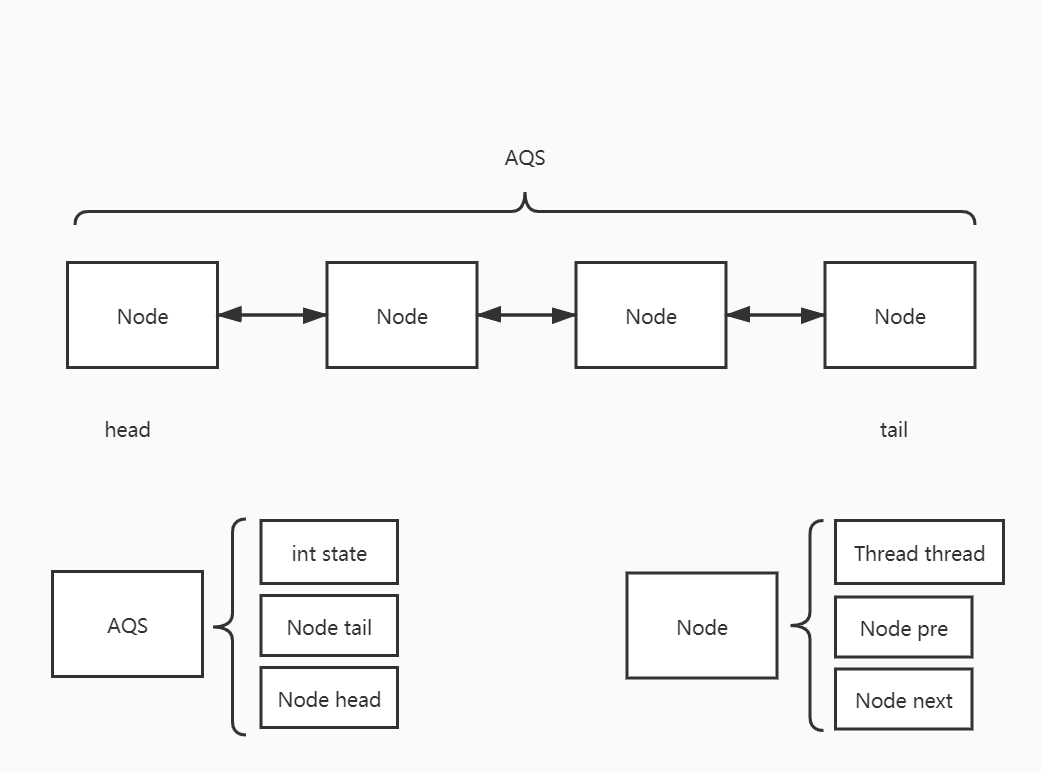 AQS
Node
Node
Node
Node
head
tail
AQS
int state
Node tail
Node head
Node
Thread thread
Node pre
Node next